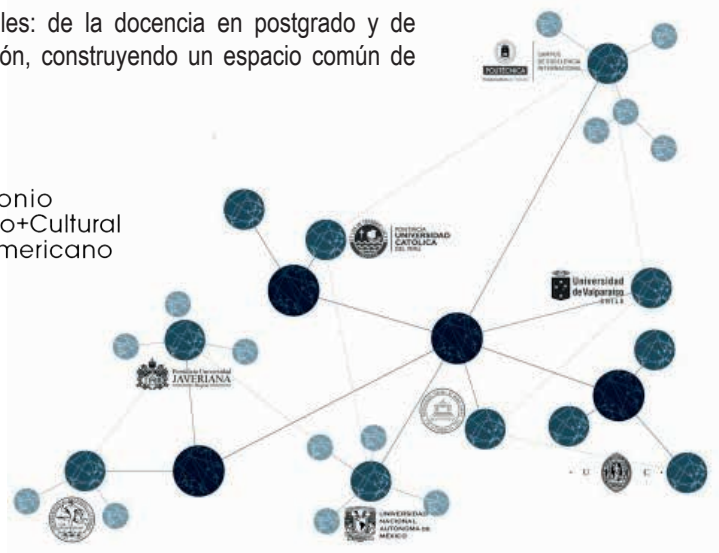 les: de la docencia en postgrado y de
ón, construyendo un espacio común de
onio
o+Cultural
mericano
POLITÉCNICA
CAMPUS
DE EXCELENCIA
INTERNACIONAL
PONTIFICIA
UNIVERSIDAD
CATÓLICA
DEL PERÚ
Universidad
de Valparaíso
CHILE
Pontificia Universidad
JAVERIANA
Bogotá
· U C ·
UNIVERSIDAD
NACIONAL
AUTÓNOMA DE
MÉXICO